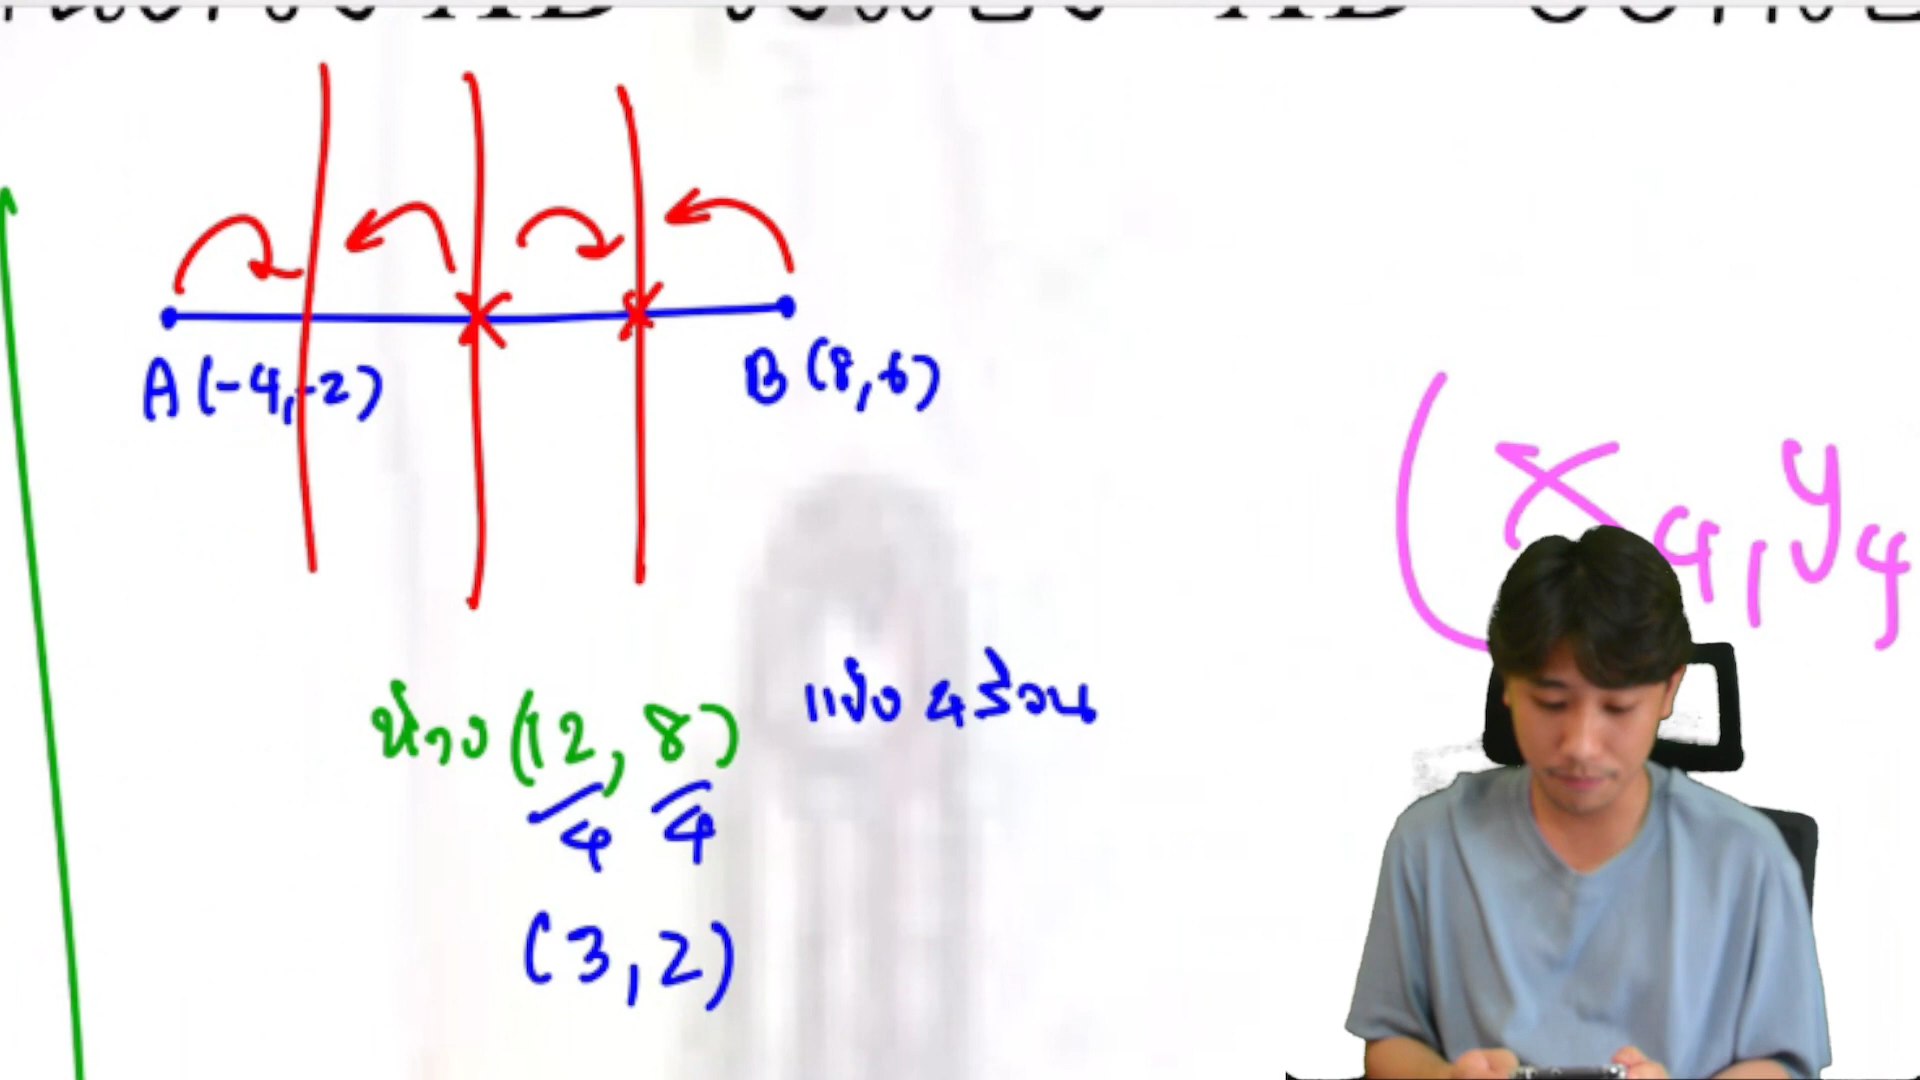 A(-4,-2)
B(8,6)
(x4,y4
ห่าง(12, 8)
/4 /4
แบ่ง 4 ส่วน
(3,2)